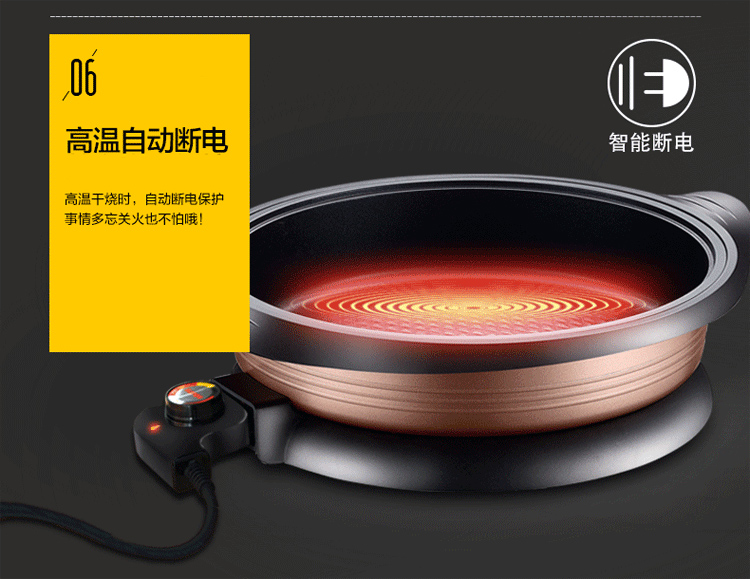 06
高温自动断电
高温干烧时，自动断电保护
事情多忘关火也不怕哦！
智能断电